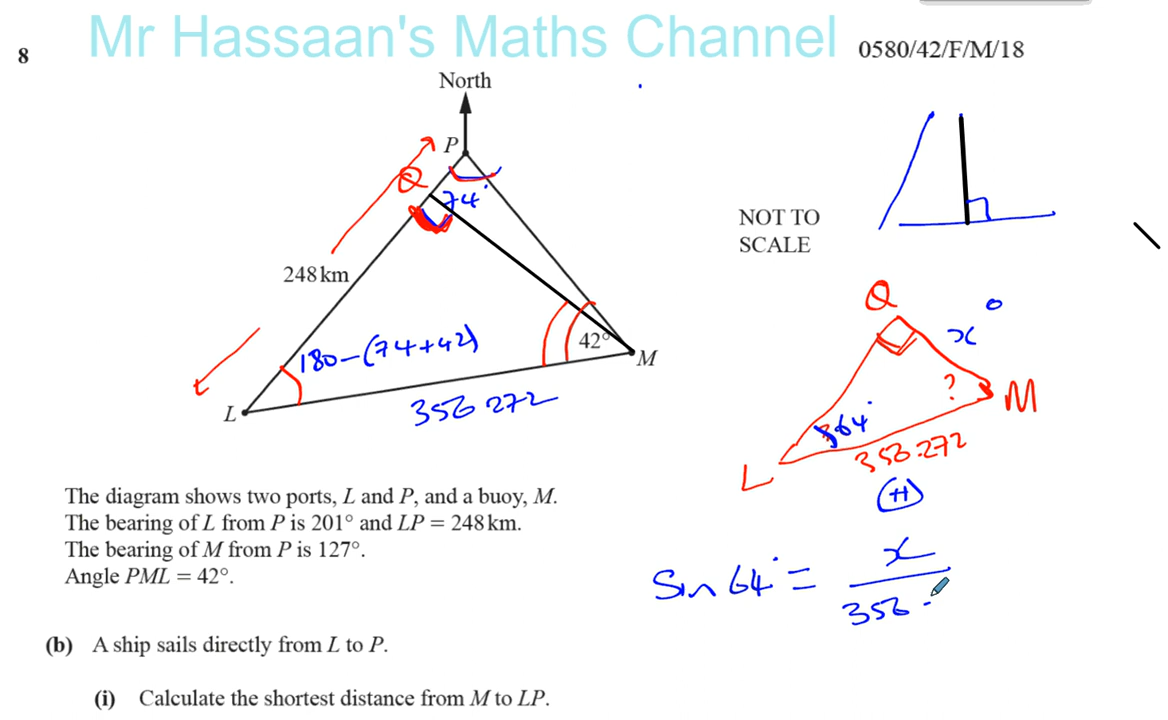 Mr Hassaan's Maths Channel
8
0580/42/F/M/18
North
P
Q
74°
NOT TO
SCALE
248 km
180-(74+42)
42°
M
L
356.272
Q
x
?
M
64°
356.272
L
(H)
The diagram shows two ports, L and P, and a buoy, M.
The bearing of L from P is 201° and LP = 248 km.
The bearing of M from P is 127°.
Angle PML = 42°.
Sin 64° = x
356.
(b) A ship sails directly from L to P.
(i) Calculate the shortest distance from M to LP.